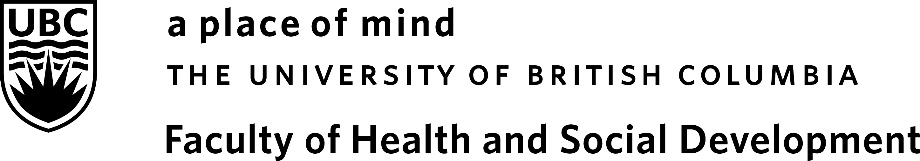 UBC
a place of mind
THE UNIVERSITY OF BRITISH COLUMBIA
Faculty of Health and Social Development